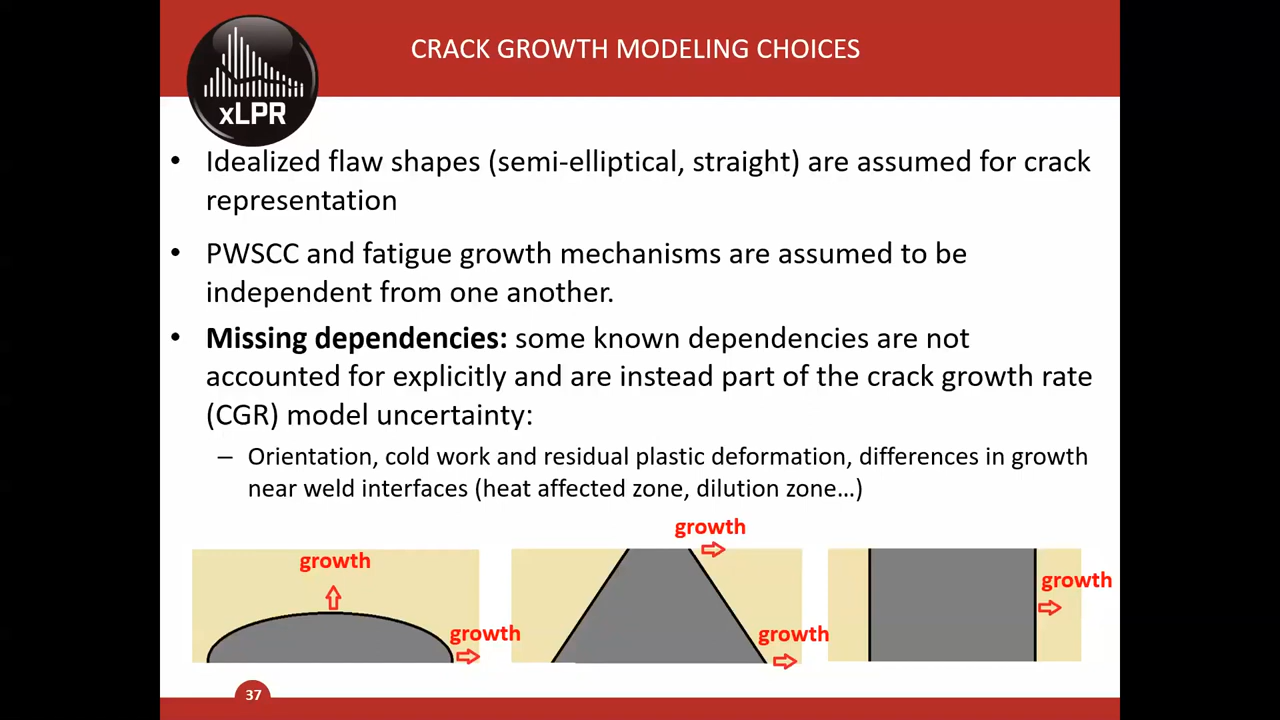 CRACK GROWTH MODELING CHOICES
xLPR
• Idealized flaw shapes (semi-elliptical, straight) are assumed for crack
representation
• PWSCC and fatigue growth mechanisms are assumed to be
independent from one another.
• Missing dependencies: some known dependencies are not
accounted for explicitly and are instead part of the crack growth rate
(CGR) model uncertainty:
– Orientation, cold work and residual plastic deformation, differences in growth
near weld interfaces (heat affected zone, dilution zone…)
growth
growth
growth
growth
growth
37